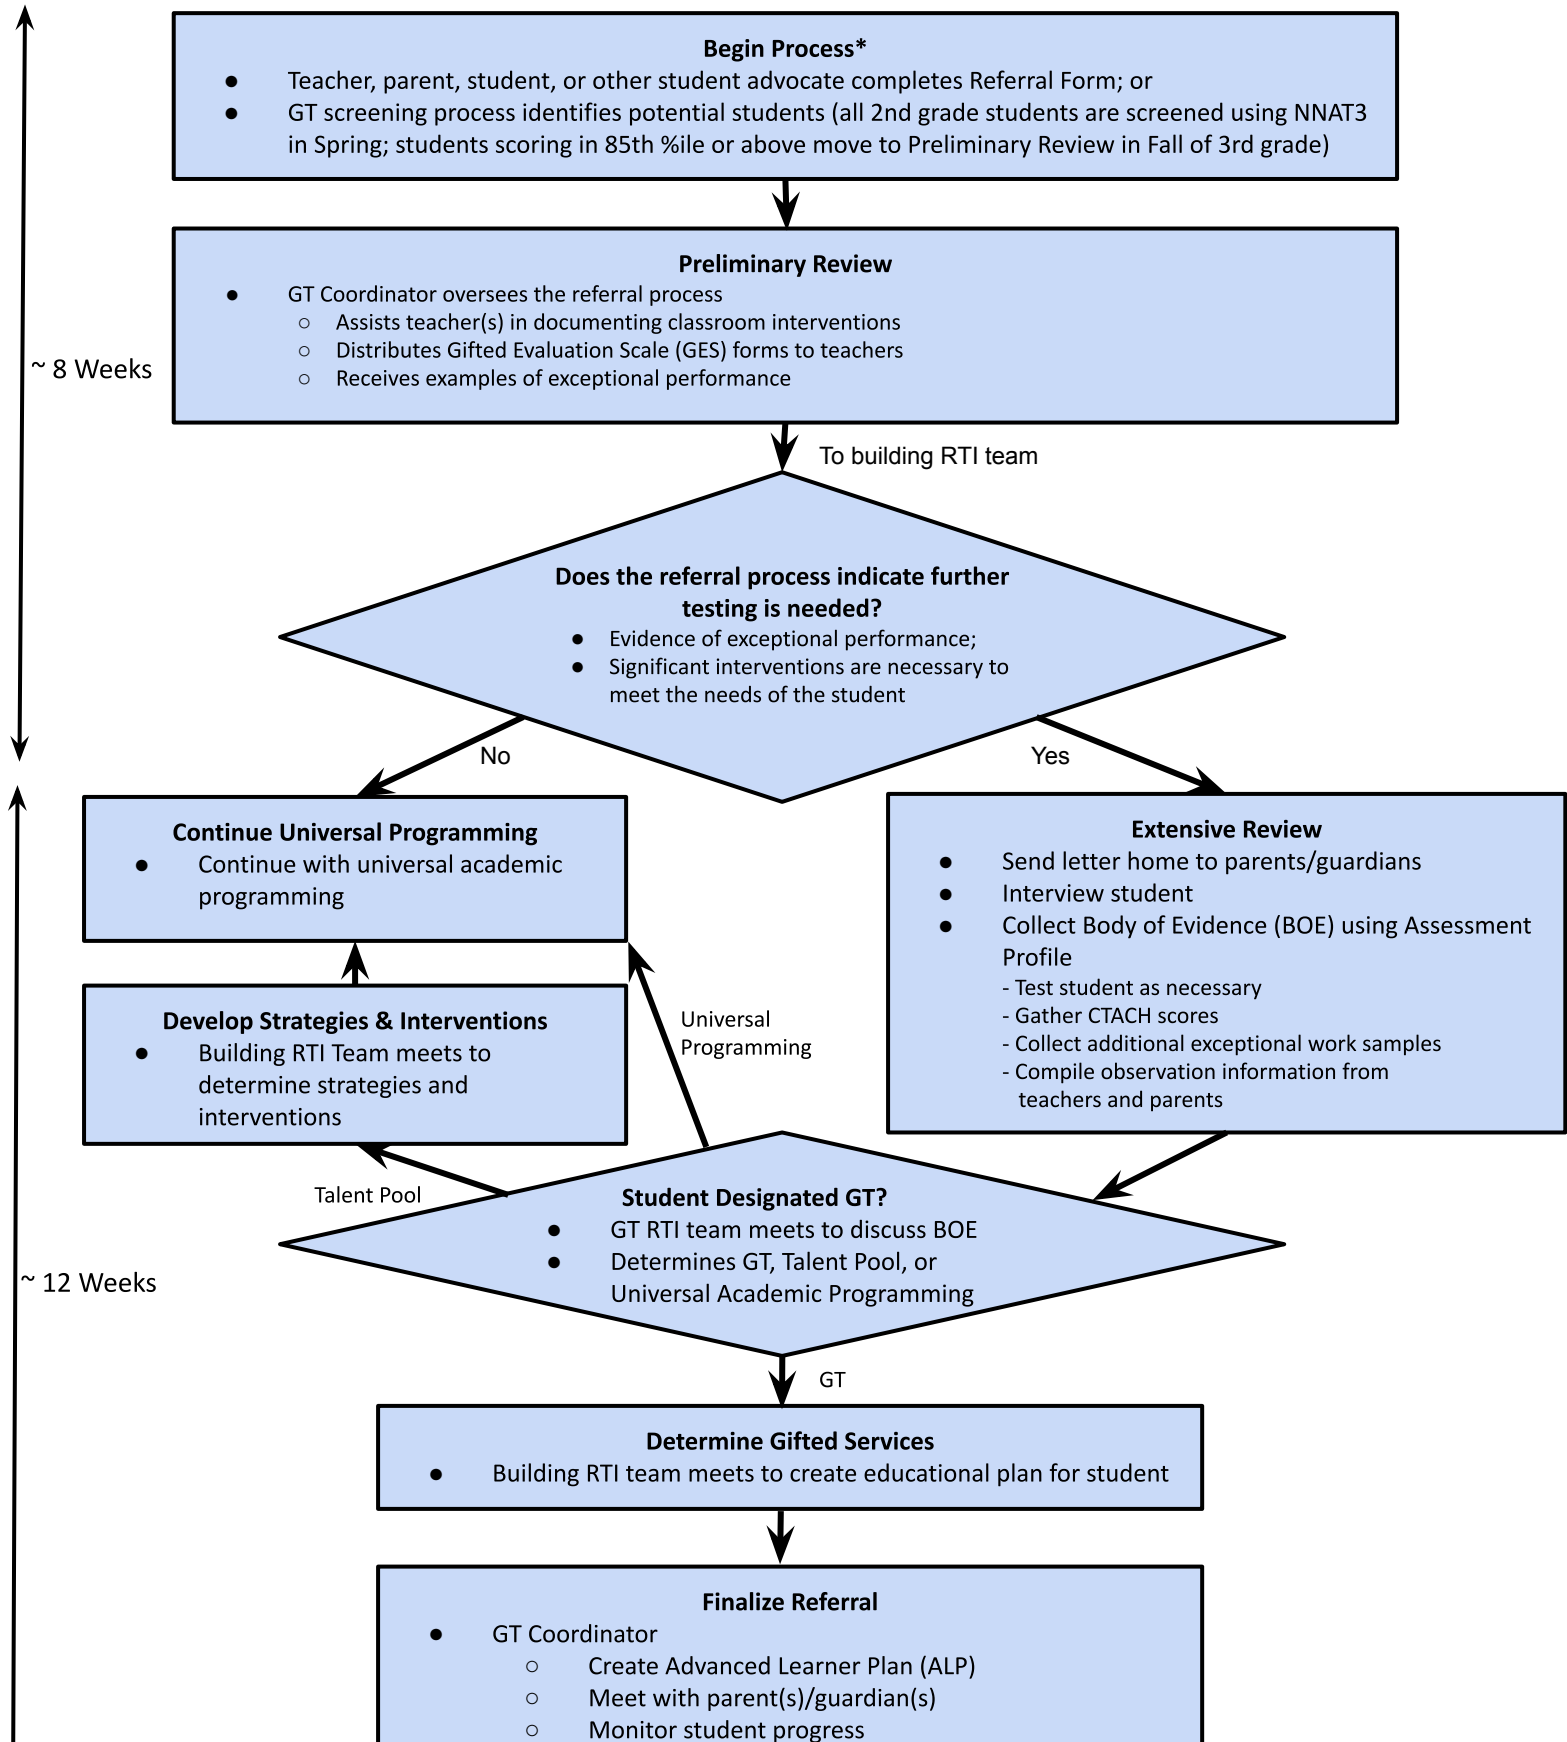 Begin Process*
● Teacher, parent, student, or other student advocate completes Referral Form; or
● GT screening process identifies potential students (all 2nd grade students are screened using NNAT3
in Spring; students scoring in 85th %ile or above move to Preliminary Review in Fall of 3rd grade)
Preliminary Review
● GT Coordinator oversees the referral process
○ Assists teacher(s) in documenting classroom interventions
○ Distributes Gifted Evaluation Scale (GES) forms to teachers
○ Receives examples of exceptional performance
~ 8 Weeks
To building RTI team
Does the referral process indicate further
testing is needed?
● Evidence of exceptional performance;
● Significant interventions are necessary to
meet the needs of the student
No
Yes
Continue Universal Programming
● Continue with universal academic
programming
Extensive Review
● Send letter home to parents/guardians
● Interview student
● Collect Body of Evidence (BOE) using Assessment
Profile
- Test student as necessary
- Gather CTACH scores
- Collect additional exceptional work samples
- Compile observation information from
teachers and parents
Develop Strategies & Interventions
● Building RTI Team meets to
determine strategies and
interventions
Universal
Programming
Talent Pool
Student Designated GT?
● GT RTI team meets to discuss BOE
● Determines GT, Talent Pool, or
Universal Academic Programming
~ 12 Weeks
GT
Determine Gifted Services
● Building RTI team meets to create educational plan for student
Finalize Referral
● GT Coordinator
○ Create Advanced Learner Plan (ALP)
○ Meet with parent(s)/guardian(s)
○ Monitor student progress